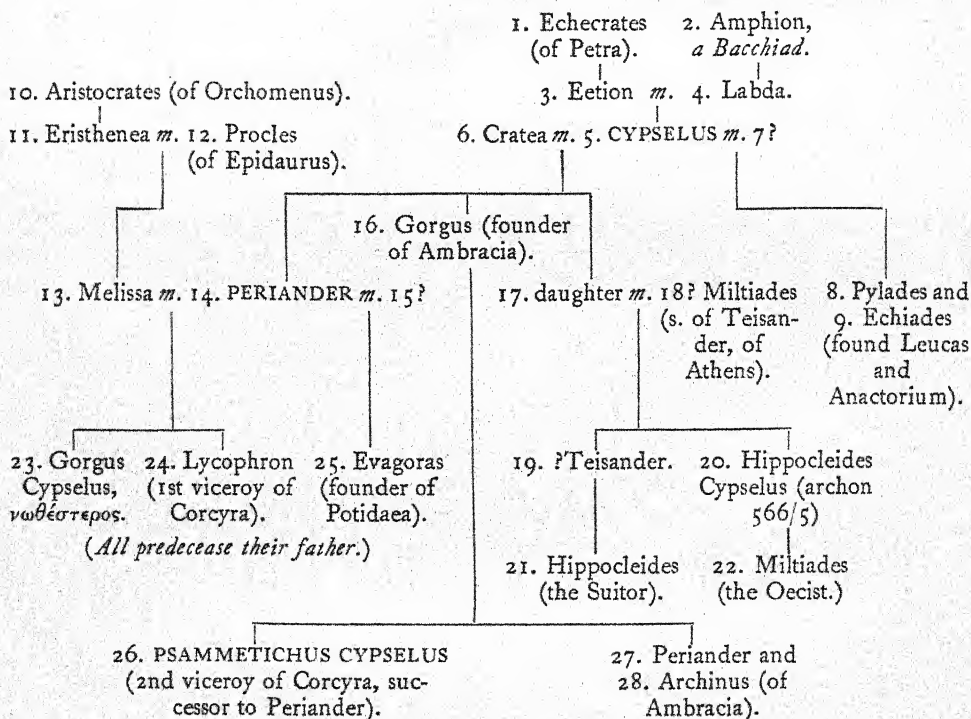 1. Echecrates 2. Amphion,
(of Petra). a Bacchiad.
10. Aristocrates (of Orchomenus). 3. Eetion m. 4. Labda.
11. Eristhenea m. 12. Procles 6. Cratea m. 5. CYPSELUS m. 7?
(of Epidaurus).
16. Gorgus (founder
of Ambracia).
13. Melissa m. 14. PERIANDER m. 15? 17. daughter m. 18? Miltiades 8. Pylades and
(s. of Teisan- 9. Echiades
der, of (found Leucas
Athens). and
Anactorium).
23. Gorgus 24. Lycophron 25. Evagoras 19. ?Teisander. 20. Hippocleides
Cypselus, (1st viceroy of (founder of Cypselus (archon
νωθέστερος. Corcyra). Potidaea). 566/5)
(All predecease their father.)
21. Hippocleides 22. Miltiades
(the Suitor). (the Oecist.)
26. PSAMMETICHUS CYPSELUS 27. Periander and
(2nd viceroy of Corcyra, suc- 28. Archinus (of
cessor to Periander). Ambracia).